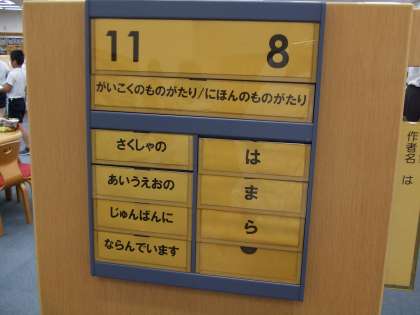 11 8
がいこくのものがたり/にほんのものがたり
さくしゃの
あいうえおの
じゅんばんに
ならんでいます
は
ま
ら
作者名 は